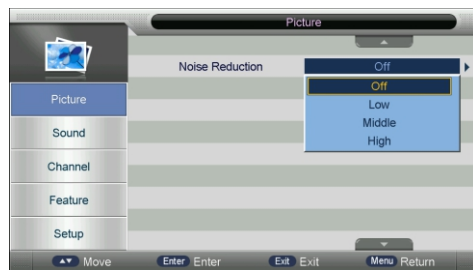 Picture
Noise Reduction Off
Off
Low
Middle
High
Picture
Sound
Channel
Feature
Setup
Move Enter Enter Exit Exit Menu Return